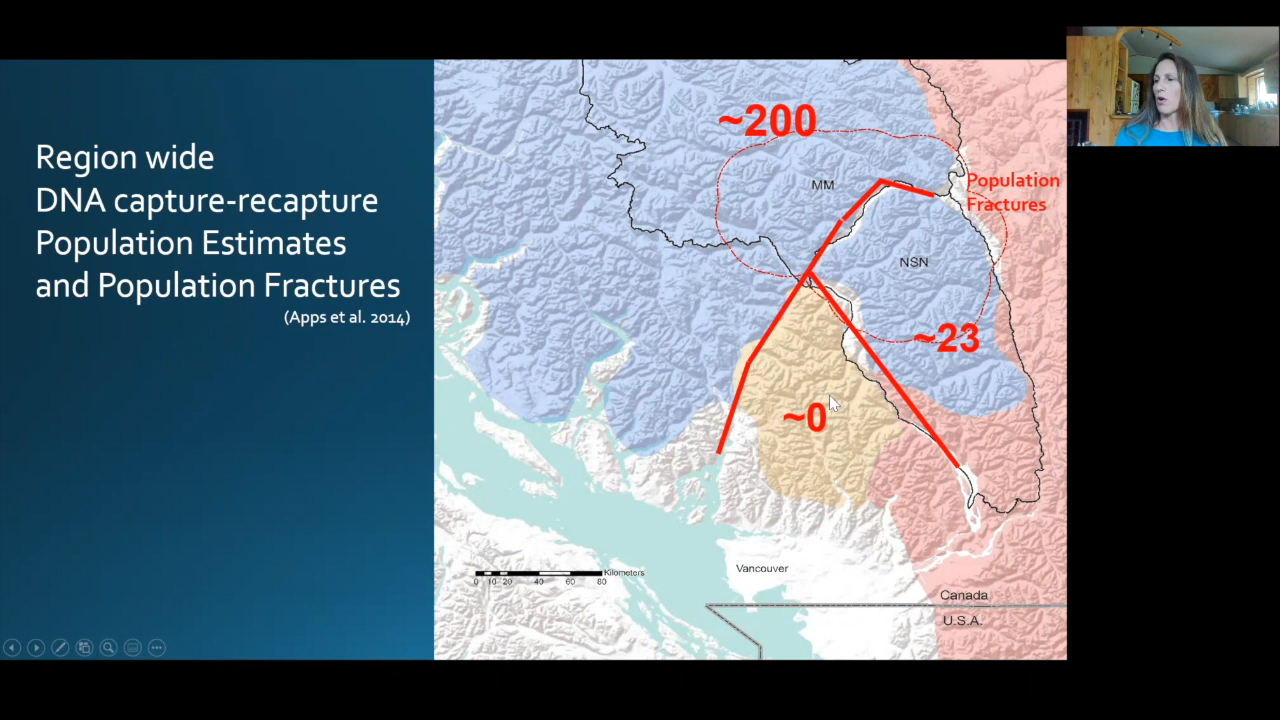 Region wide
DNA capture-recapture
Population Estimates
and Population Fractures
(Apps et al. 2014)
~200
MM
Population
Fractures
NSN
~23
~0
Vancouver
Kilometers
0 10 20 40 60 80
Canada
U.S.A.